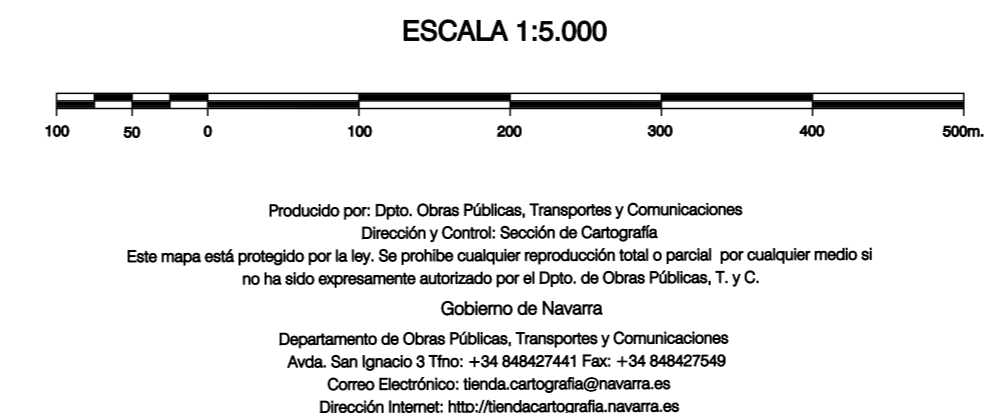 ESCALA 1:5.000
100 50 0 100 200 300 400 500m.
Producido por: Dpto. Obras Públicas, Transportes y Comunicaciones
Dirección y Control: Sección de Cartografía
Este mapa está protegido por la ley. Se prohibe cualquier reproducción total o parcial por cualquier medio si
no ha sido expresamente autorizado por el Dpto. de Obras Públicas, T. y C.
Gobierno de Navarra
Departamento de Obras Públicas, Transportes y Comunicaciones
Avda. San Ignacio 3 Tfno: +34 848427441 Fax: +34 848427549
Correo Electrónico: tienda.cartografia@navarra.es
Dirección Internet: http://tiendacartografia.navarra.es